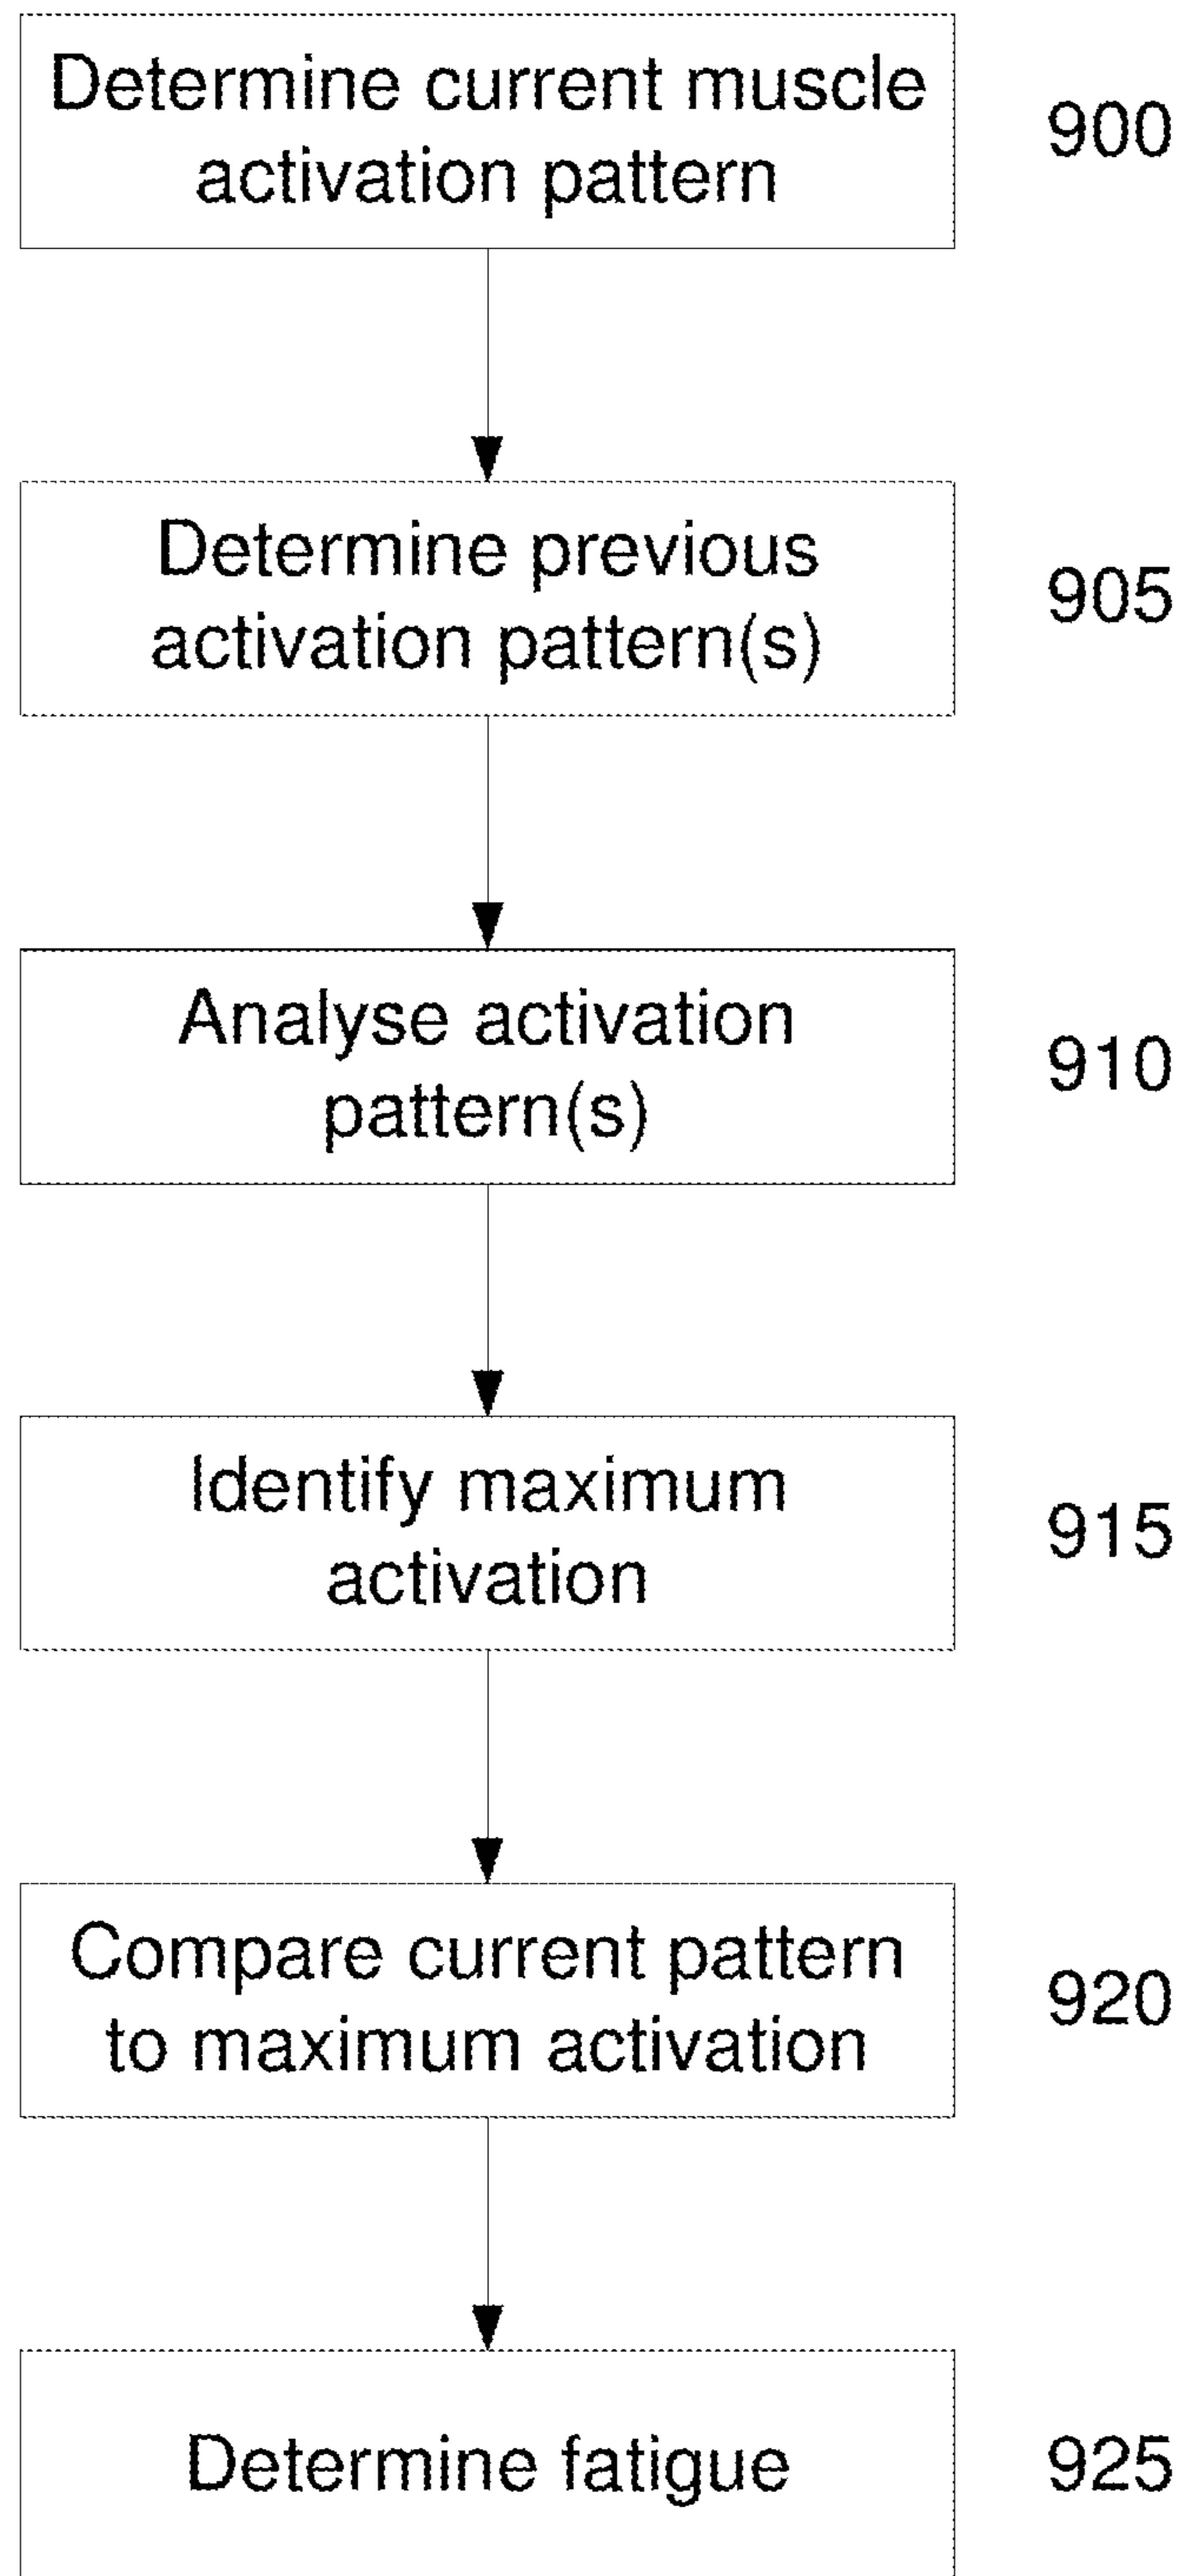 Determine current muscle
activation pattern
900
Determine previous
activation pattern(s)
905
Analyse activation
pattern(s)
910
Identify maximum
activation
915
Compare current pattern
to maximum activation
920
Determine fatigue
925